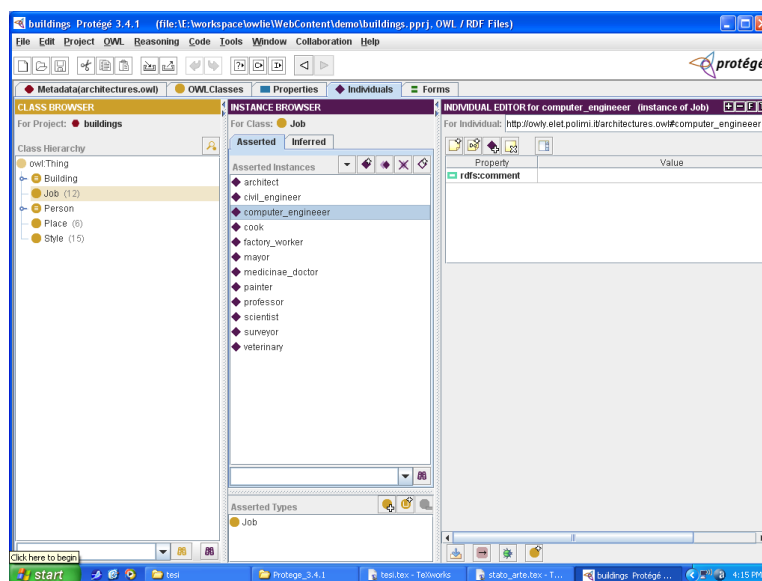 buildings Protégé 3.4.1 (file:\E:\workspace\owlie\WebContent\demo\buildings.pprj, OWL / RDF Files)
File Edit Project OWL Reasoning Code Tools Window Collaboration Help
protégé
Metadata(architectures.owl) OWLClasses Properties Individuals Forms
CLASS BROWSER
For Project: buildings
Class Hierarchy
owl:Thing
Building
Job (12)
Person
Place (6)
Style (15)
INSTANCE BROWSER
For Class: Job
Asserted Inferred
Asserted Instances
architect
civil_engineer
computer_engineeer
cook
factory_worker
mayor
medicinae_doctor
painter
professor
scientist
surveyor
veterinary
Asserted Types
Job
INDIVIDUAL EDITOR for computer_engineeer (instance of Job)
For Individual: http://owly.elet.polimi.it/architectures.owl#computer_engineeer
Property Value
rdfs:comment
Click here to begin
start tesi Protege_3.4.1 tesi.tex - TeXworks stato_arte.tex - T... buildings Protégé ... 4:15 PM